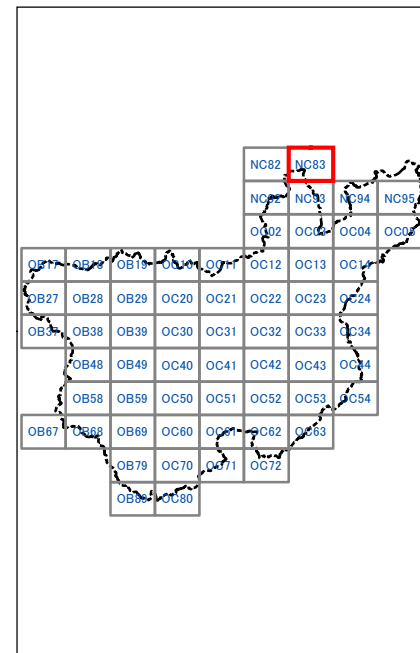 NC82 NC83
NC92 NC93 NC94 NC95
OC02 OC03 OC04 OC05
OB17 OB18 OB19 OC10 OC11 OC12 OC13 OC14
OB27 OB28 OB29 OC20 OC21 OC22 OC23 OC24
OB37 OB38 OB39 OC30 OC31 OC32 OC33 OC34
OB48 OB49 OC40 OC41 OC42 OC43 OC44
OB58 OB59 OC50 OC51 OC52 OC53 OC54
OB67 OB68 OB69 OC60 OC61 OC62 OC63
OB79 OC70 OC71 OC72
OB89 OC80